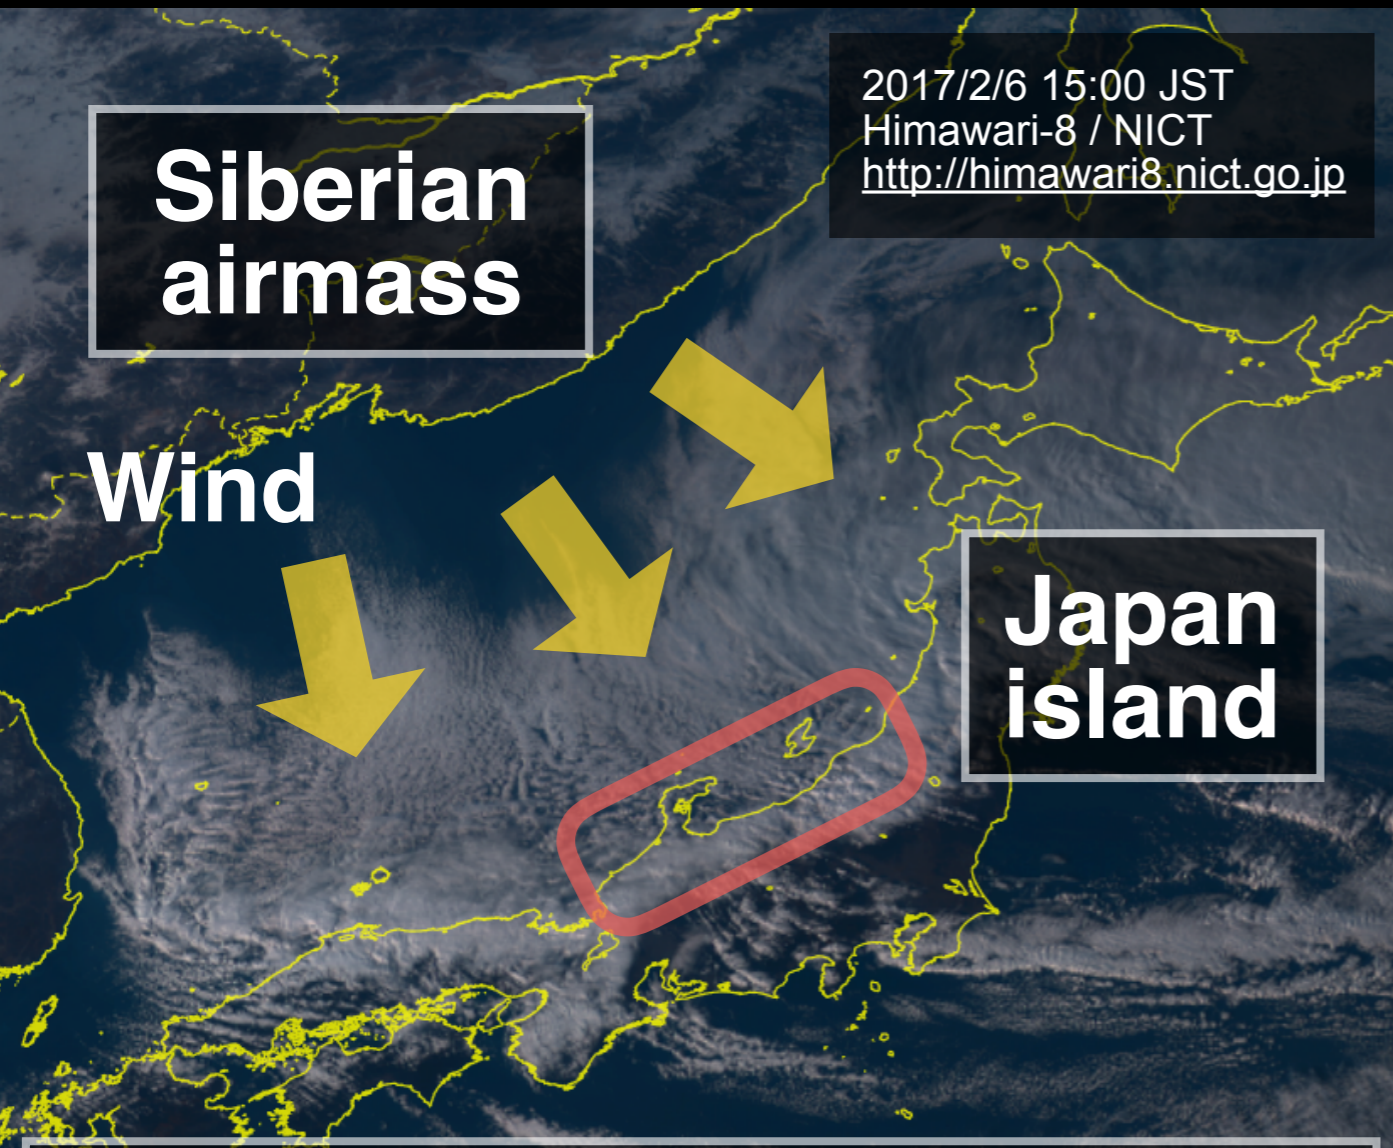 2017/2/6 15:00 JST
Himawari-8 / NICT
http://himawari8.nict.go.jp
Siberian
airmass
Wind
Japan
island